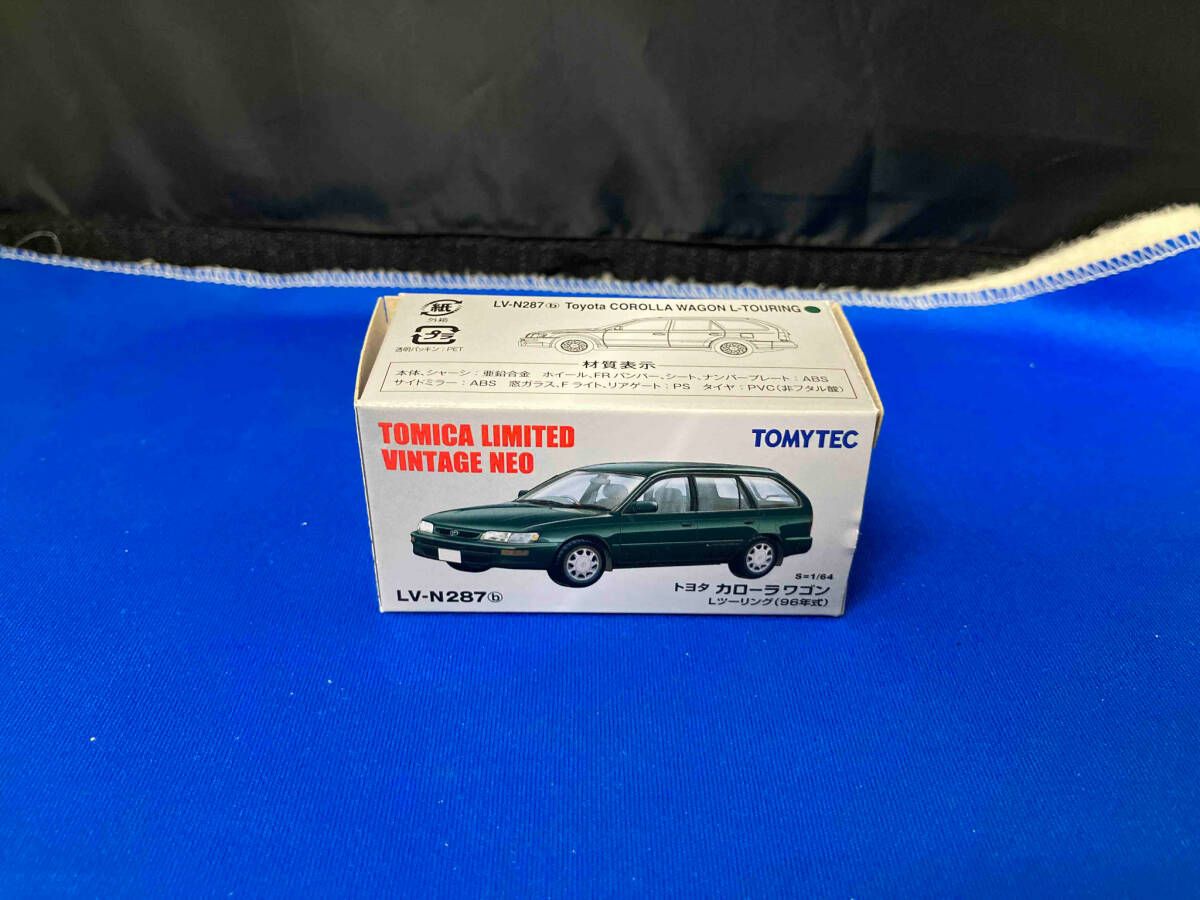 LV-N287ⓑ Toyota COROLLA WAGON L-TOURING
紙
外箱
プラ
透明パッキン:PET
材質表示
本体、シャーシ:亜鉛合金 ホイール、FRバンパー、シート、ナンバープレート:ABS
サイドミラー:ABS 窓ガラス、Fライト、リアゲート:PS タイヤ:PVC(非フタル酸)
TOMICA LIMITED
VINTAGE NEO
TOMYTEC
S=1/64
LV-N287ⓑ
トヨタ カローラワゴン
Lツーリング(96年式)